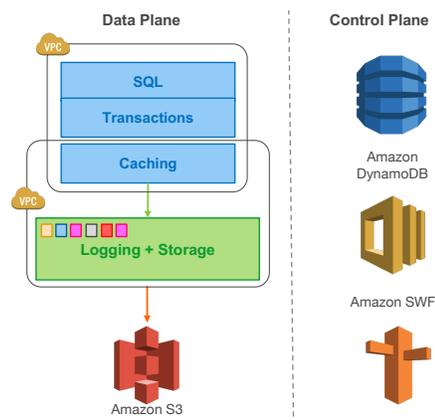 Data Plane
Control Plane
VPC
SQL
Transactions
Caching
VPC
Logging + Storage
Amazon S3
Amazon
DynamoDB
Amazon SWF